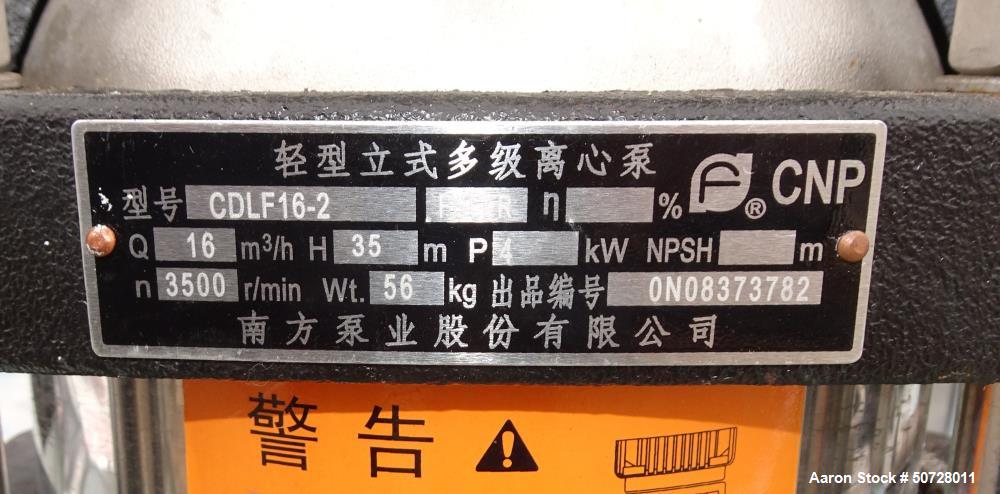 轻型立式多级离心泵
型号 CDLF16-2 η % ® CNP
Q 16 m³/h H 35 m P 4 kW NPSH m
n 3500 r/min Wt. 56 kg 出品编号 0N08373782
南方泵业股份有限公司
警告
Aaron Stock # 50728011